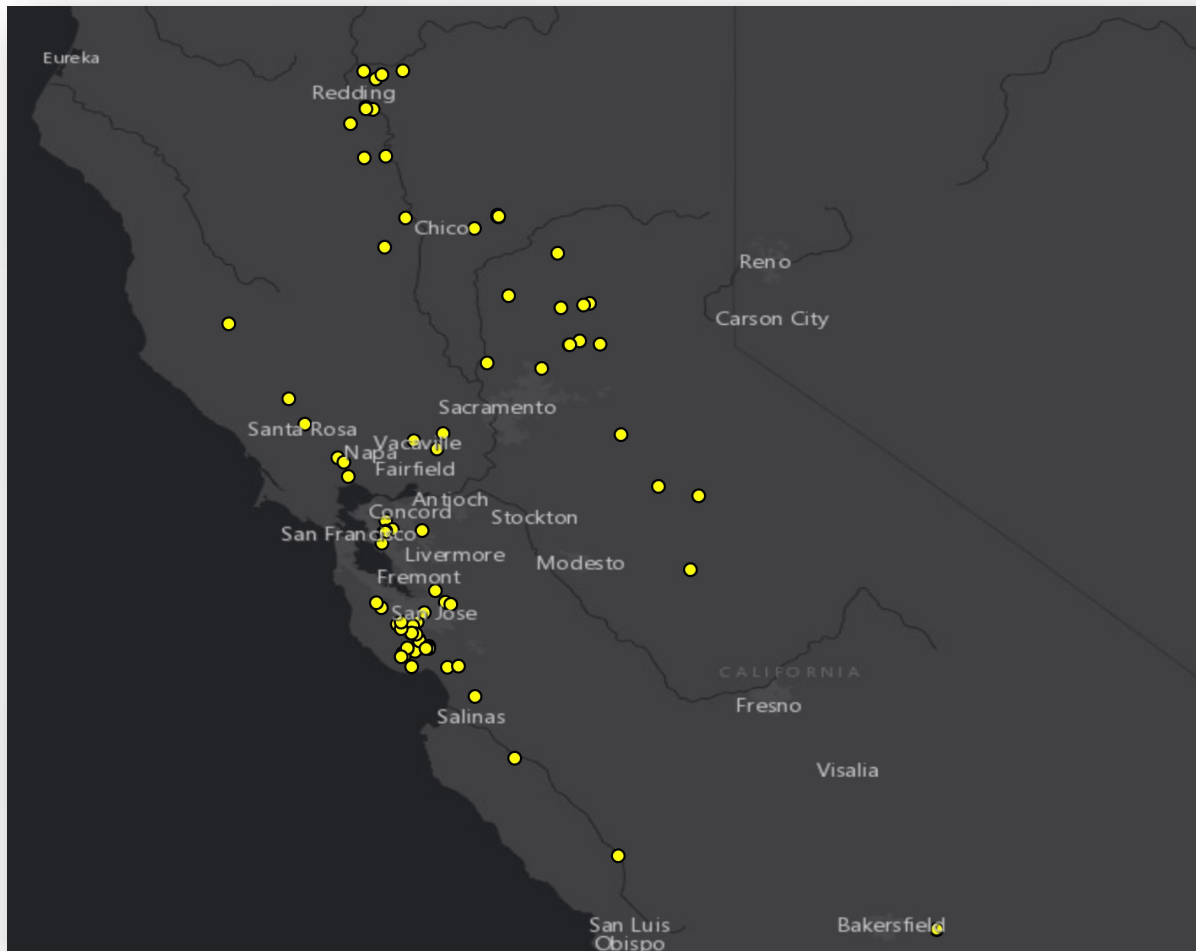 Eureka
Redding
Chico
Reno
Carson City
Sacramento
Santa Rosa
Vacaville
Napa
Fairfield
Antioch
Concord
Stockton
San Francisco
Livermore
Modesto
Fremont
San Jose
CALIFORNIA
Fresno
Salinas
Visalia
San Luis
Obispo
Bakersfield